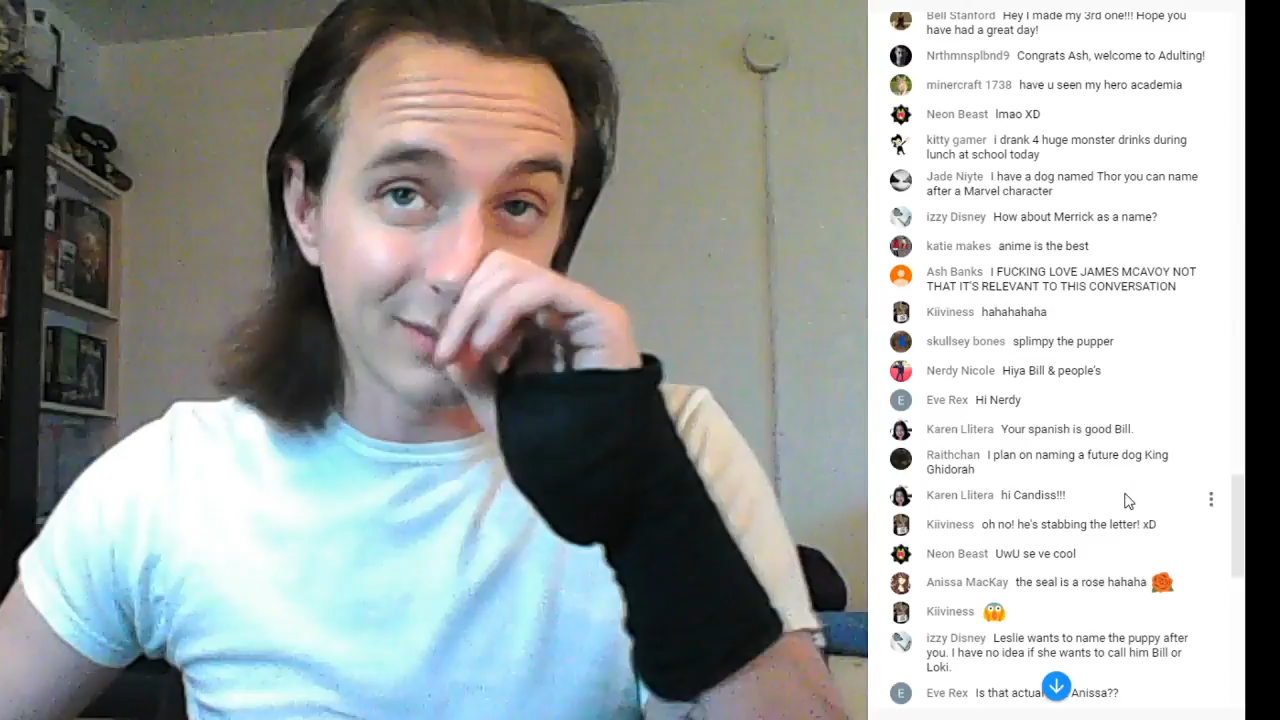 Bell Stanford Hey I made my 3rd one!!! Hope you
have had a great day!
Nrthmnsplbnd9 Congrats Ash, welcome to Adulting!
minercraft 1738 have u seen my hero academia
Neon Beast lmao XD
kitty gamer i drank 4 huge monster drinks during
lunch at school today
Jade Niyte I have a dog named Thor you can name
after a Marvel character
izzy Disney How about Merrick as a name?
katie makes anime is the best
Ash Banks I FUCKING LOVE JAMES MCAVOY NOT
THAT IT'S RELEVANT TO THIS CONVERSATION
Kiiviness hahahahaha
skullsey bones splimpy the pupper
Nerdy Nicole Hiya Bill & people's
E Eve Rex Hi Nerdy
Karen Llitera Your spanish is good Bill.
Raithchan I plan on naming a future dog King
Ghidorah
Karen Llitera hi Candiss!!!
Kiiviness oh no! he's stabbing the letter! xD
Neon Beast UwU se ve cool
Anissa MacKay the seal is a rose hahaha 🌹
Kiiviness 😱
izzy Disney Leslie wants to name the puppy after
you. I have no idea if she wants to call him Bill or
Loki.
E Eve Rex Is that Anissa??